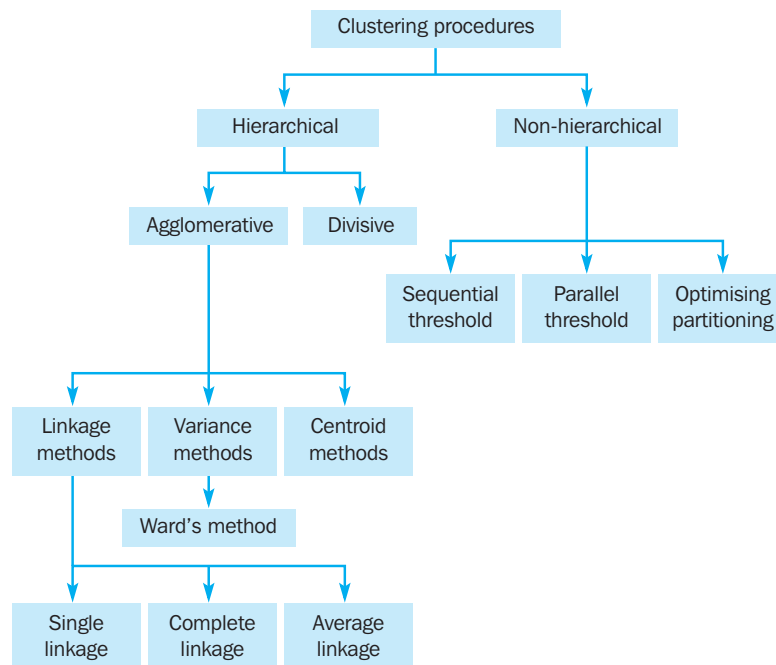 Clustering procedures
Hierarchical
Non-hierarchical
Agglomerative
Divisive
Sequential
threshold
Parallel
threshold
Optimising
partitioning
Linkage
methods
Variance
methods
Centroid
methods
Ward’s method
Single
linkage
Complete
linkage
Average
linkage